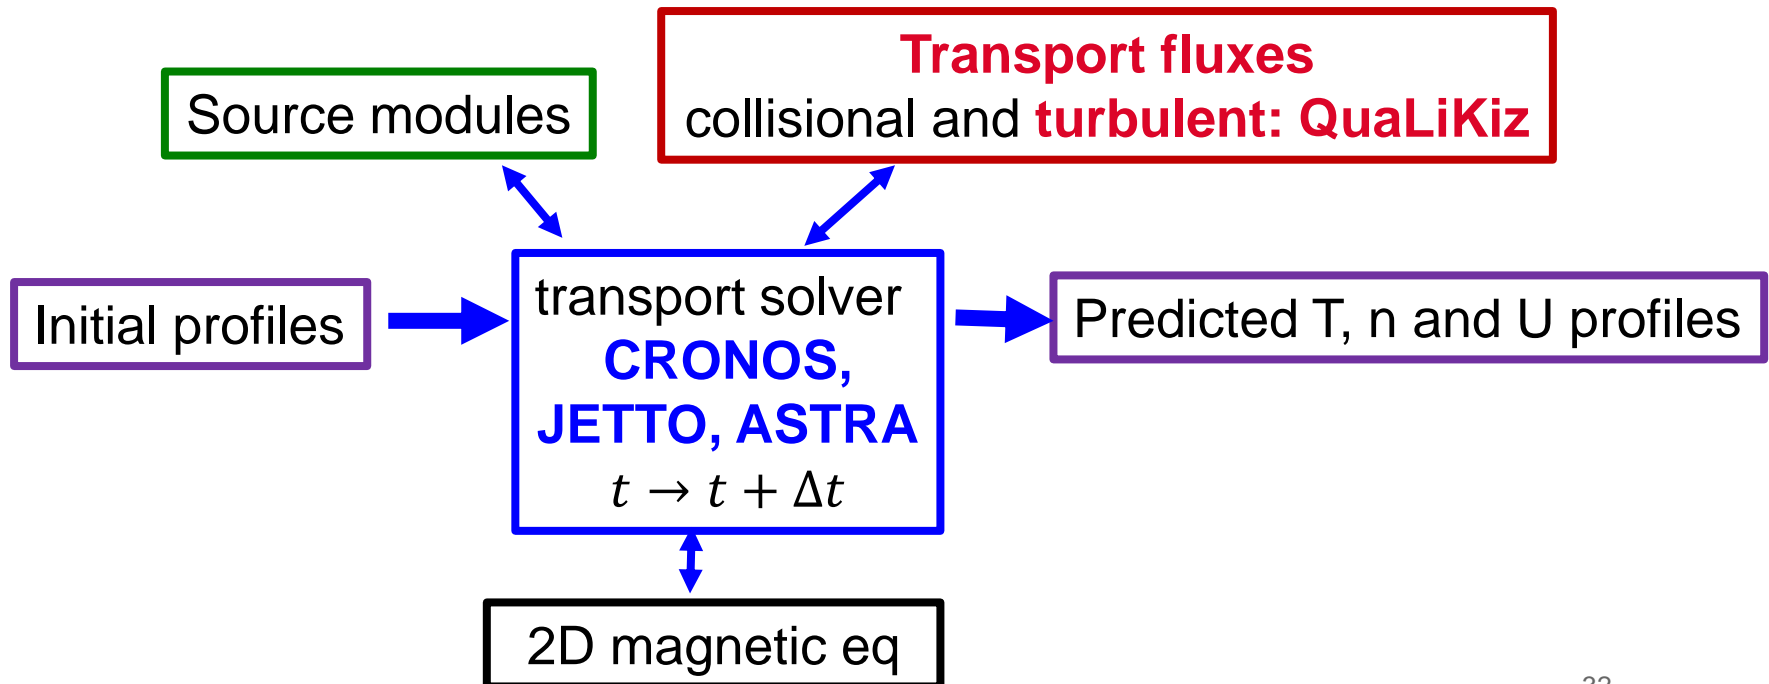 Transport fluxes
collisional and turbulent: QuaLiKiz
Source modules
Initial profiles
transport solver
CRONOS,
JETTO, ASTRA
t → t + Δt
Predicted T, n and U profiles
2D magnetic eq